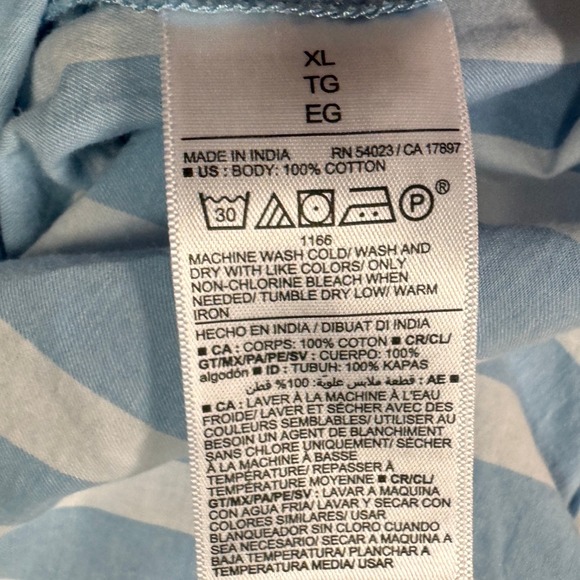 XL
TG
EG
MADE IN INDIA RN 54023 / CA 17897
■ US : BODY: 100% COTTON
30 P ®
1166
MACHINE WASH COLD/ WASH AND
DRY WITH LIKE COLORS/ ONLY
NON-CHLORINE BLEACH WHEN
NEEDED/ TUMBLE DRY LOW/ WARM
IRON
HECHO EN INDIA / DIBUAT DI INDIA
■ CA : CORPS: 100% COTON ■ CR/CL/
GT/MX/PA/PE/SV : CUERPO: 100%
algodón ■ ID : TUBUH: 100% KAPAS
■ AE : قطعة ملابس علوية: 100% قطن
■ CA : LAVER À LA MACHINE À L'EAU
FROIDE/ LAVER ET SÉCHER AVEC DES
COULEURS SEMBLABLES/ UTILISER AU
BESOIN UN AGENT DE BLANCHIMENT
SANS CHLORE UNIQUEMENT/ SÉCHER
À LA MACHINE À BASSE
TEMPÉRATURE/ REPASSER À
TEMPÉRATURE MOYENNE ■ CR/CL/
GT/MX/PA/PE/SV : LAVAR A MAQUINA
CON AGUA FRIA/ LAVAR Y SECAR CON
COLORES SIMILARES/ USAR
BLANQUEADOR SIN CLORO CUANDO
SEA NECESARIO/ SECAR A MAQUINA A
BAJA TEMPERATURA/ PLANCHAR A
TEMPERATURA MEDIA/ USAR